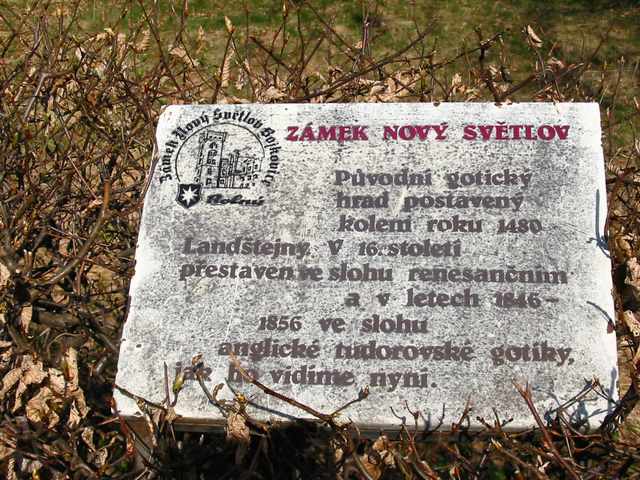 Zámek Nový Světlov Bojkovice
ZÁMEK NOVÝ SVĚTLOV
Původní gotický
hrad postavený
kolem roku 1480
Landštejny. V 16. století
přestaven ve slohu renesančním
a v letech 1846–
1856 ve slohu
anglické tudorovské gotiky,
jak ho vidíme nyní.